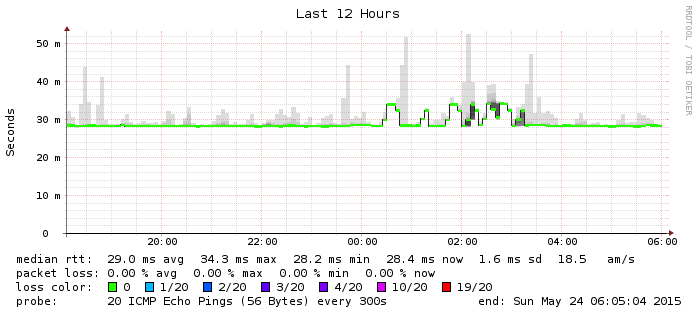 Last 12 Hours
RRDTOOL / TOBI OETIKER
Seconds
50 m
40 m
30 m
20 m
10 m
0
20:00 22:00 00:00 02:00 04:00 06:00
median rtt: 29.0 ms avg 34.3 ms max 28.2 ms min 28.4 ms now 1.6 ms sd 18.5 am/s
packet loss: 0.00 % avg 0.00 % max 0.00 % min 0.00 % now
loss color: 0 1/20 2/20 3/20 4/20 10/20 19/20
probe: 20 ICMP Echo Pings (56 Bytes) every 300s end: Sun May 24 06:05:04 2015